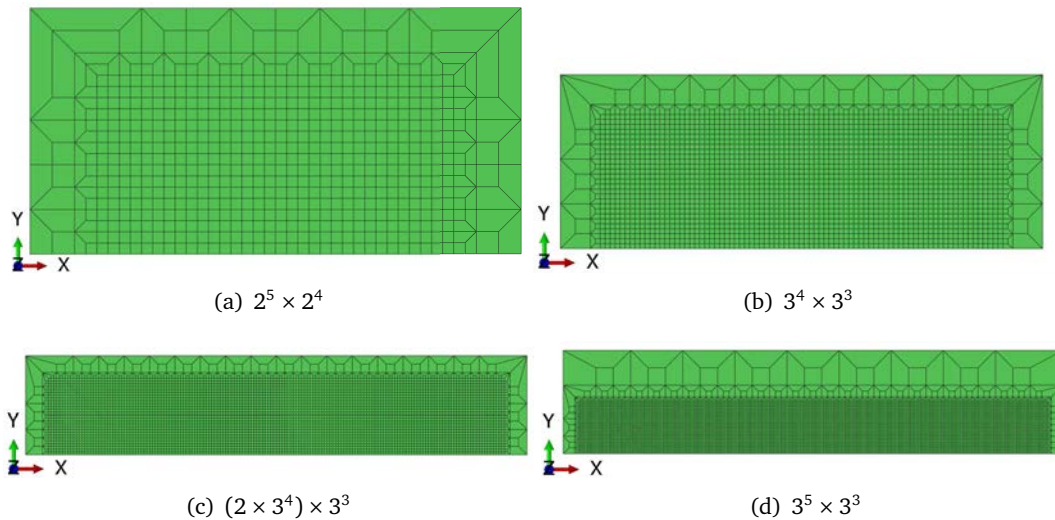 Y
Z X
(a) 2⁵ × 2⁴
Y
Z X
(b) 3⁴ × 3³
Y
Z X
(c) (2 × 3⁴) × 3³
Y
Z X
(d) 3⁵ × 3³